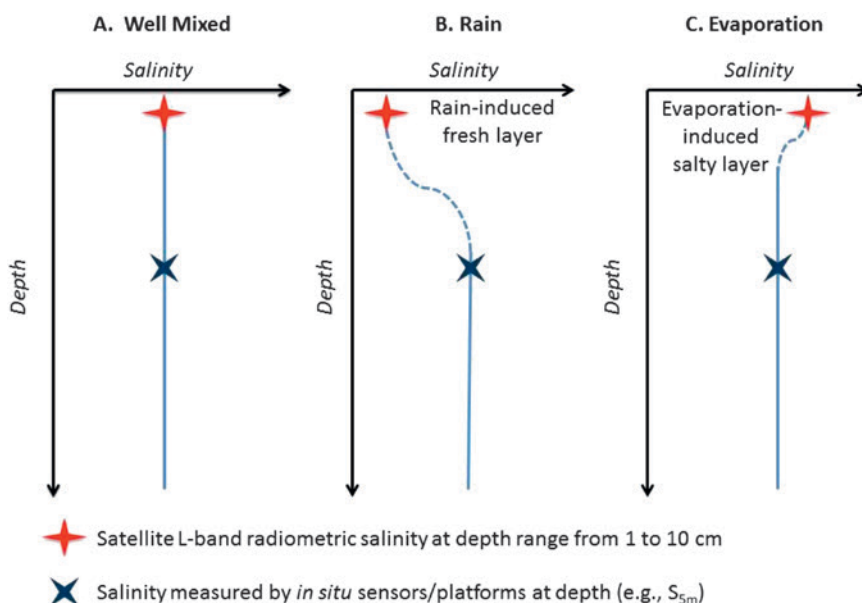 A. Well Mixed
Salinity
Depth
B. Rain
Salinity
Rain-induced
fresh layer
Depth
C. Evaporation
Salinity
Evaporation-
induced
salty layer
Depth
Satellite L-band radiometric salinity at depth range from 1 to 10 cm
Salinity measured by in situ sensors/platforms at depth (e.g., S5m)